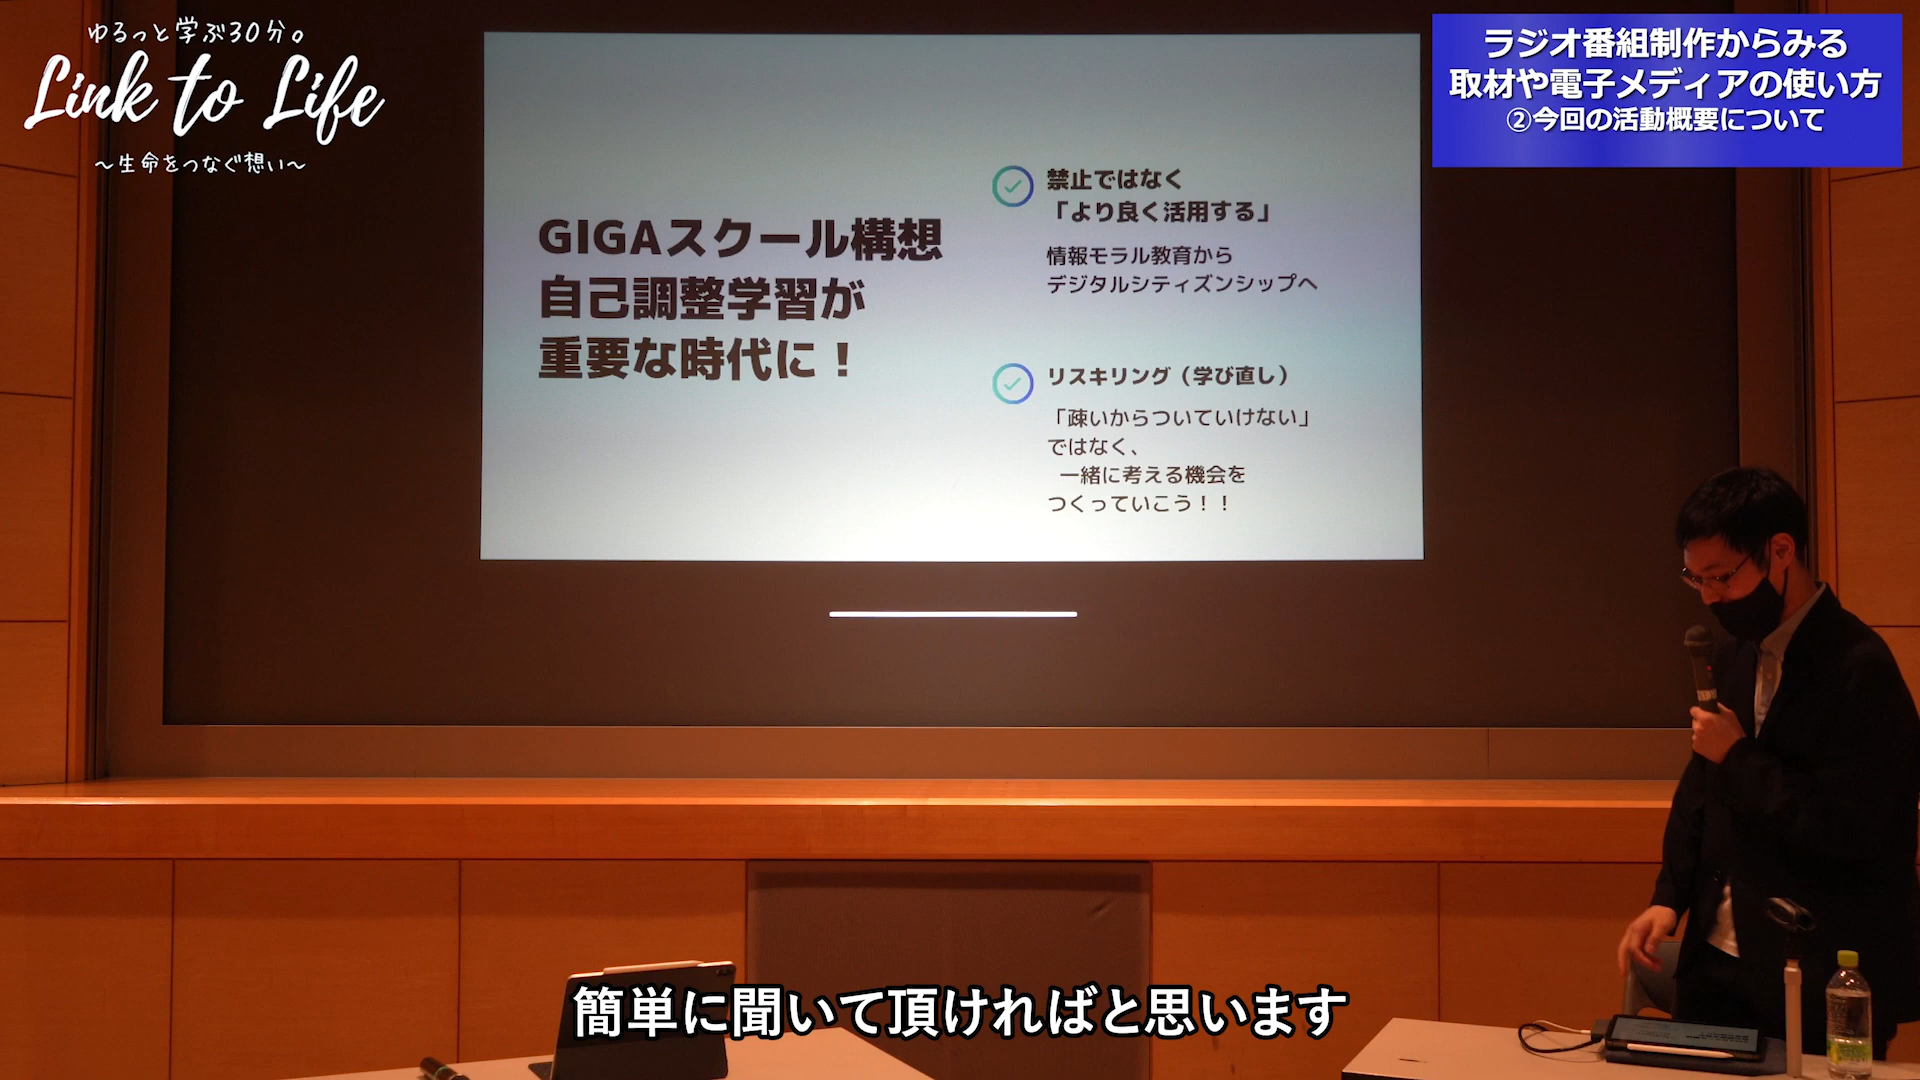 ゆるっと学ぶ30分。
Link to Life
～生命をつなぐ想い～
ラジオ番組制作からみる
取材や電子メディアの使い方
②今回の活動概要について
GIGAスクール構想
自己調整学習が
重要な時代に！
禁止ではなく
「より良く活用する」
情報モラル教育から
デジタルシティズンシップへ
リスキリング（学び直し）
「疎いからついていけない」
ではなく、
一緒に考える機会を
つくっていこう！！
簡単に聞いて頂ければと思います